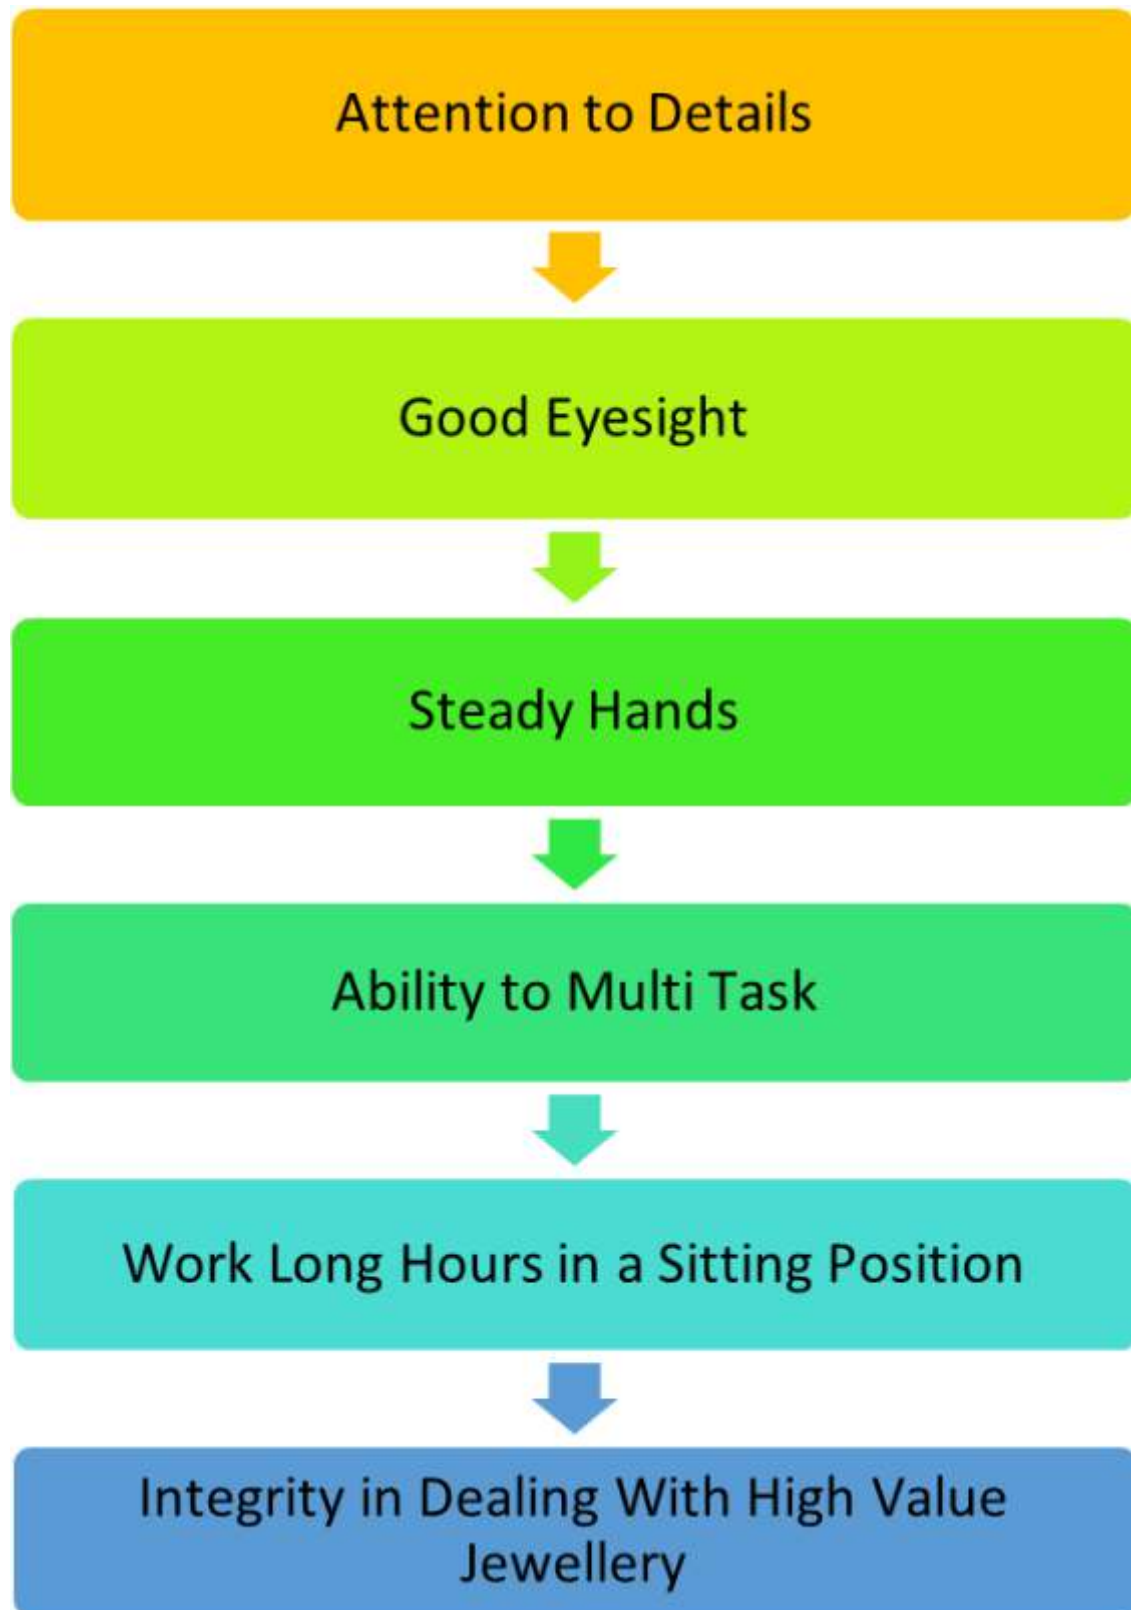 Attention to Details
Good Eyesight
Steady Hands
Ability to Multi Task
Work Long Hours in a Sitting Position
Integrity in Dealing With High Value
Jewellery